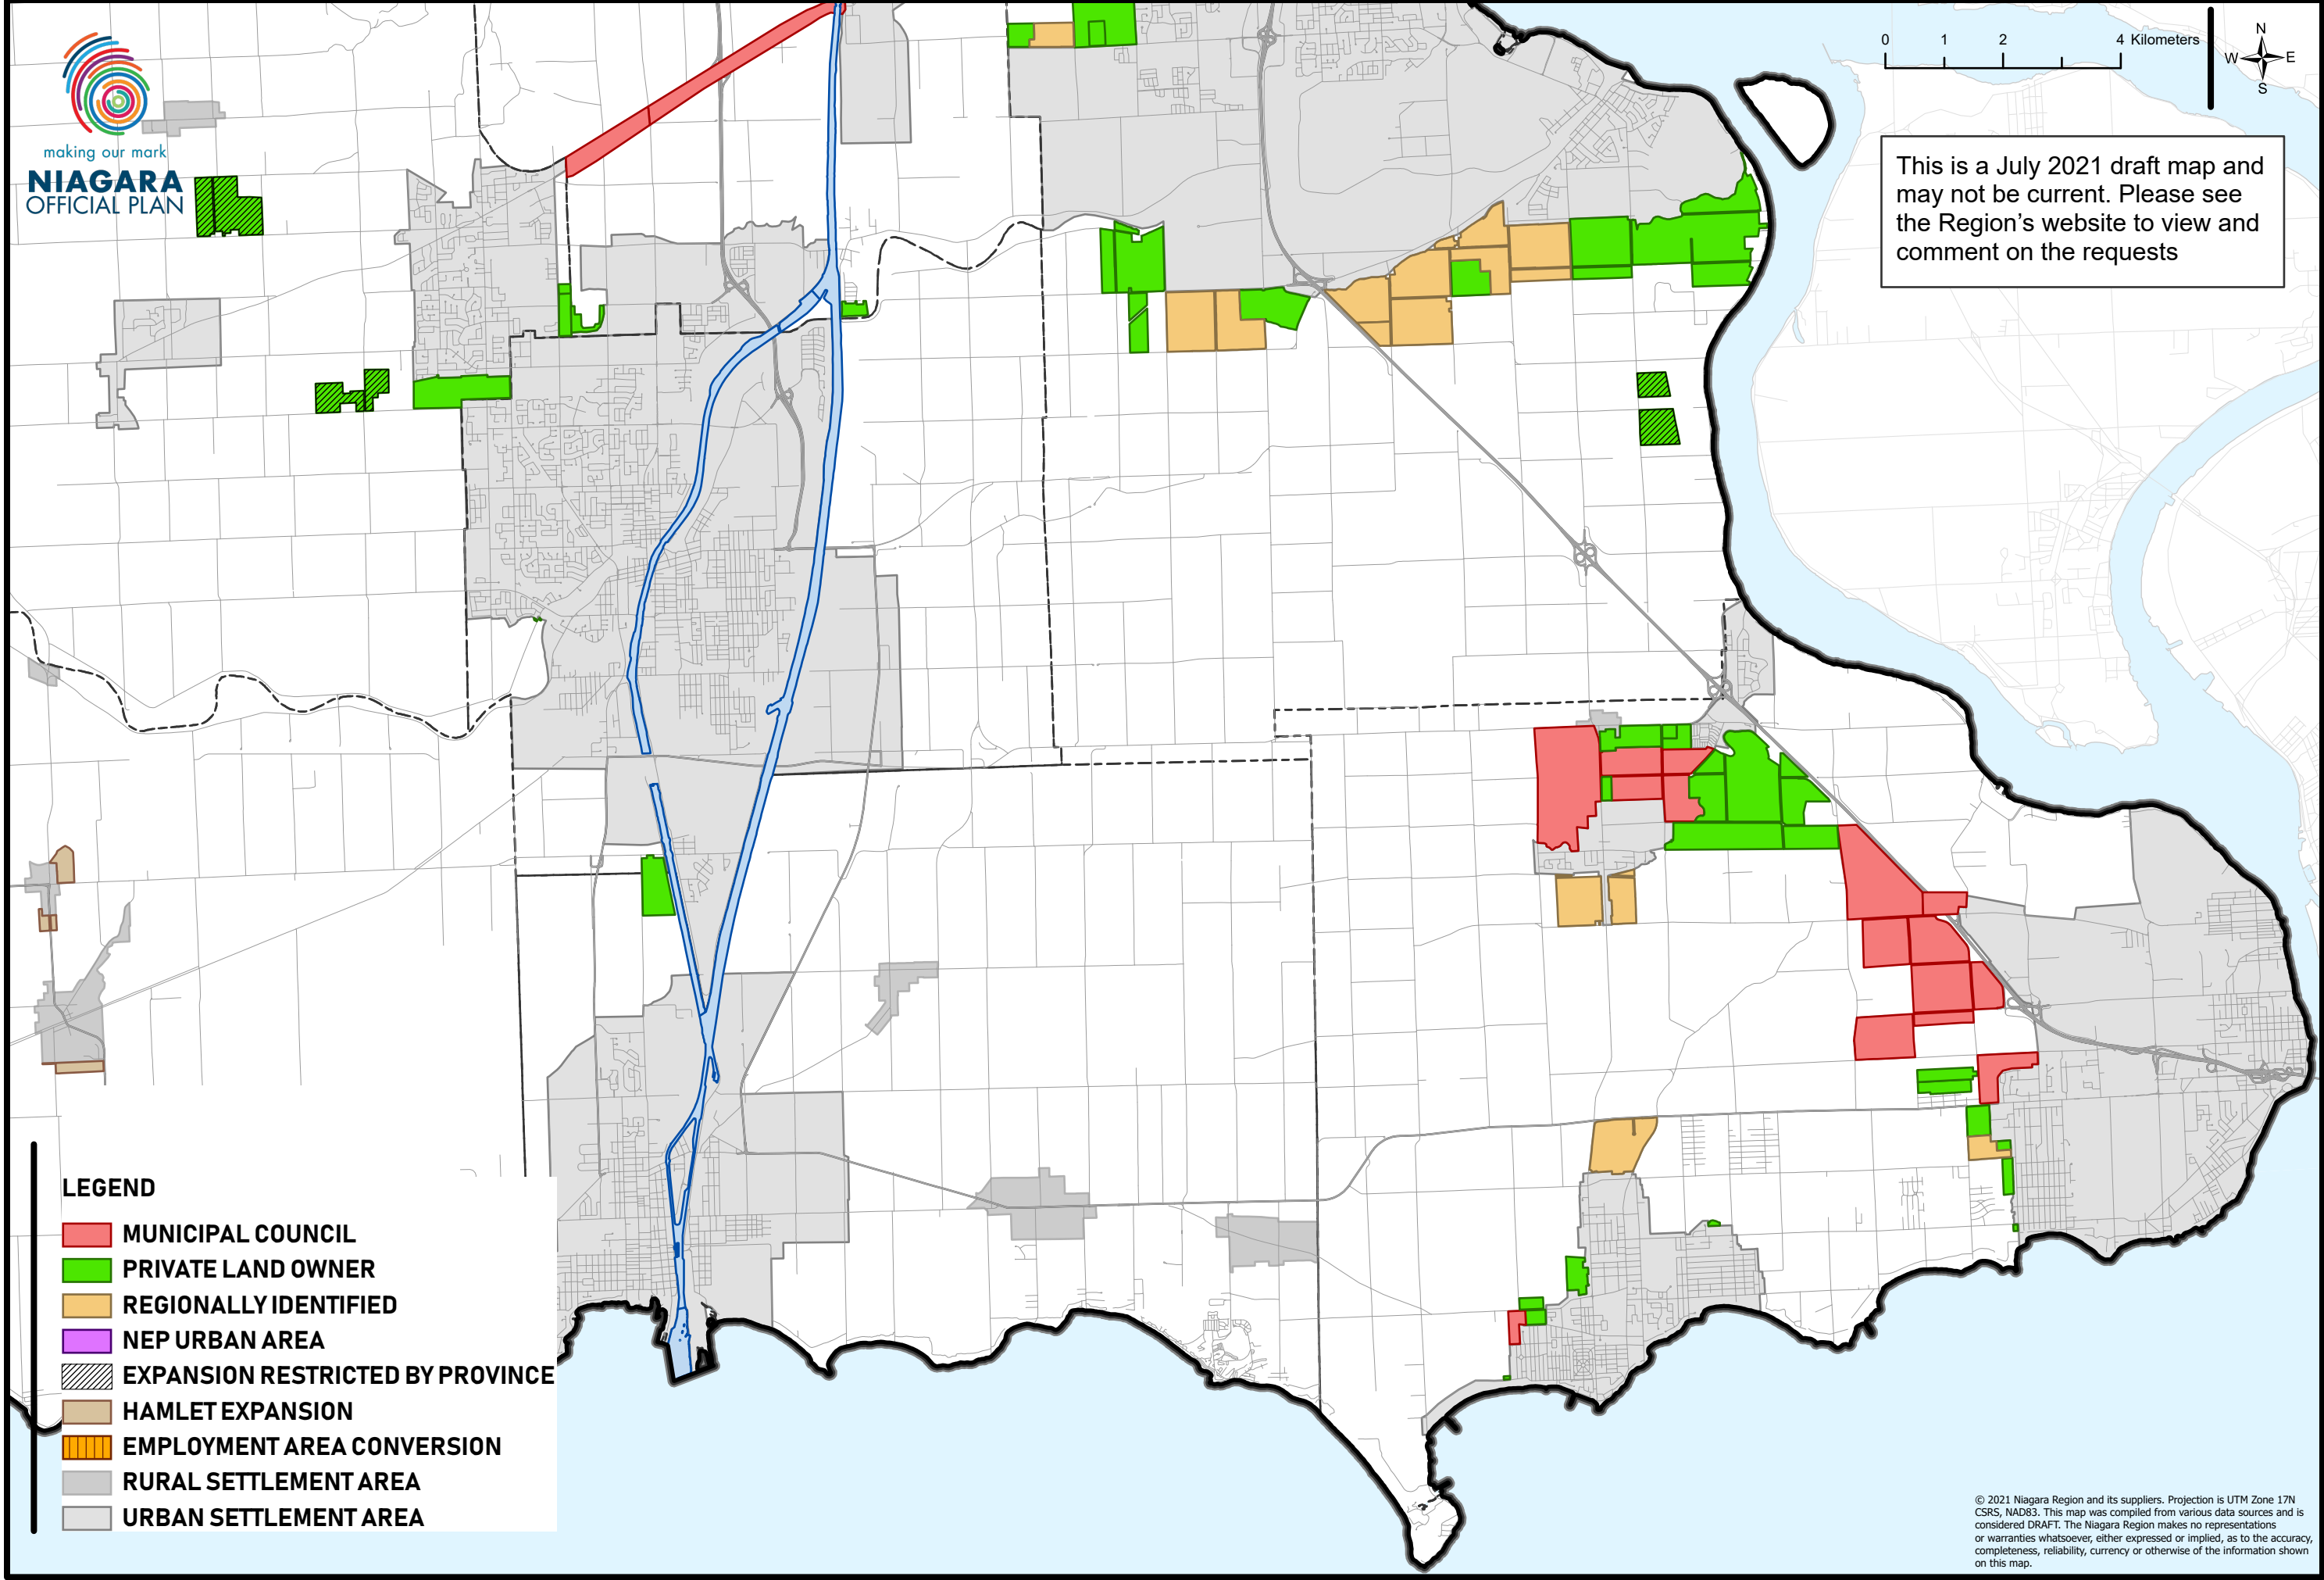 making our mark
NIAGARA
OFFICIAL PLAN
0 1 2 4 Kilometers
N
W E
S
This is a July 2021 draft map and
may not be current. Please see
the Region's website to view and
comment on the requests
LEGEND
MUNICIPAL COUNCIL
PRIVATE LAND OWNER
REGIONALLY IDENTIFIED
NEP URBAN AREA
EXPANSION RESTRICTED BY PROVINCE
HAMLET EXPANSION
EMPLOYMENT AREA CONVERSION
RURAL SETTLEMENT AREA
URBAN SETTLEMENT AREA
© 2021 Niagara Region and its suppliers. Projection is UTM Zone 17N
CSRS, NAD83. This map was compiled from various data sources and is
considered DRAFT. The Niagara Region makes no representations
or warranties whatsoever, either expressed or implied, as to the accuracy,
completeness, reliability, currency or otherwise of the information shown
on this map.